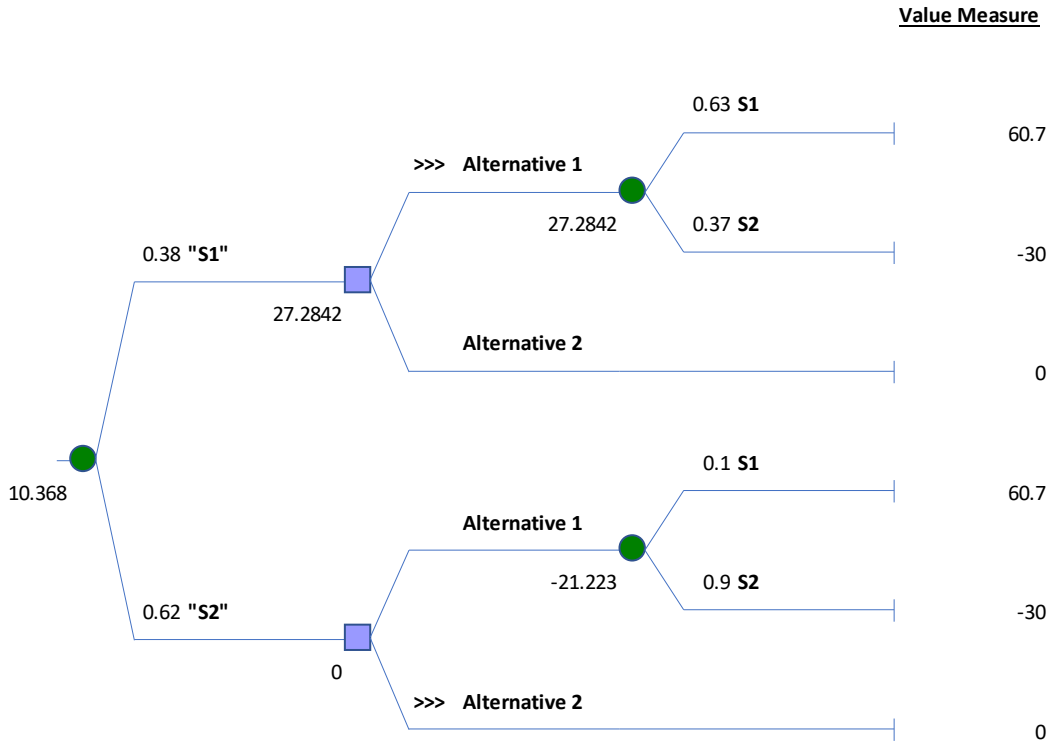 Value Measure
0.63 S1
60.7
>>> Alternative 1
27.2842
0.37 S2
-30
0.38 "S1"
27.2842
Alternative 2
0
0.1 S1
60.7
10.368
Alternative 1
-21.223
0.9 S2
-30
0.62 "S2"
0
>>> Alternative 2
0